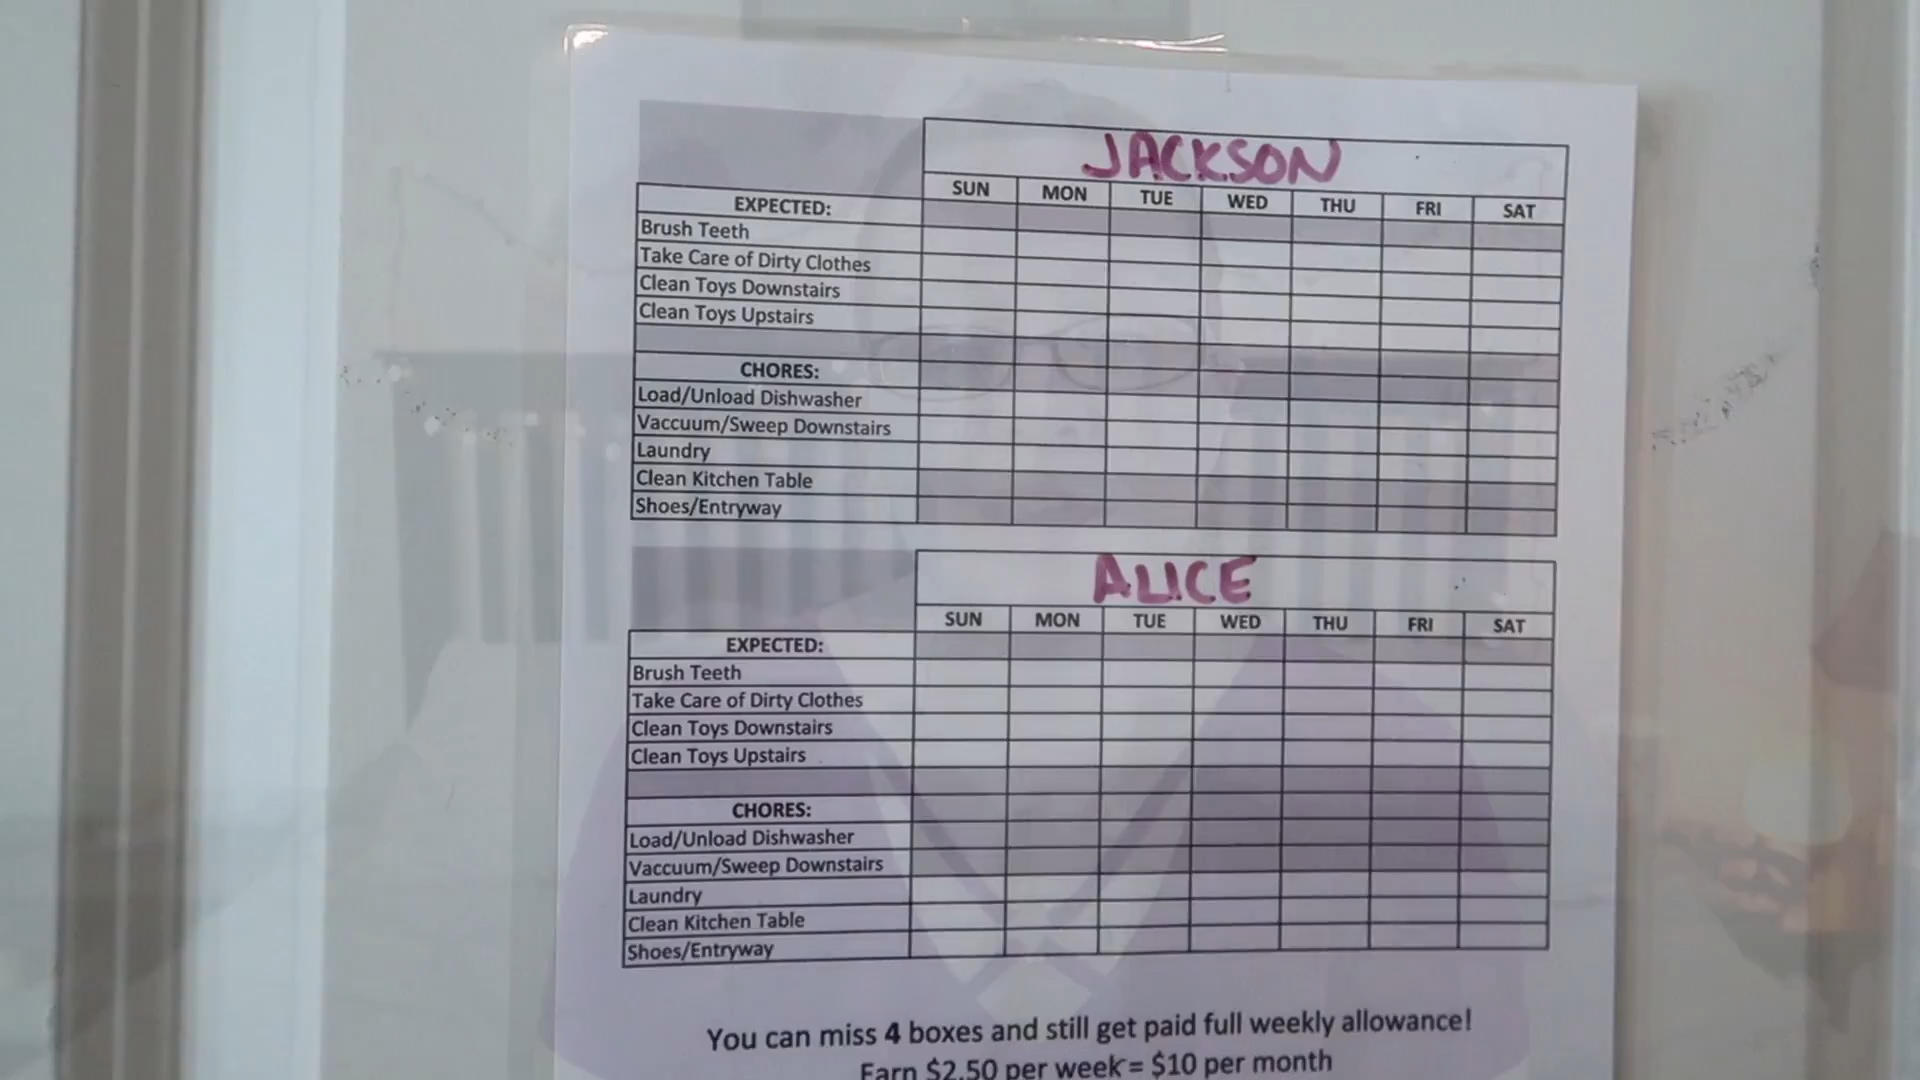 JACKSON
SUN MON TUE WED THU FRI SAT
EXPECTED:
Brush Teeth
Take Care of Dirty Clothes
Clean Toys Downstairs
Clean Toys Upstairs
CHORES:
Load/Unload Dishwasher
Vaccuum/Sweep Downstairs
Laundry
Clean Kitchen Table
Shoes/Entryway
ALICE
SUN MON TUE WED THU FRI SAT
EXPECTED:
Brush Teeth
Take Care of Dirty Clothes
Clean Toys Downstairs
Clean Toys Upstairs
CHORES:
Load/Unload Dishwasher
Vaccuum/Sweep Downstairs
Laundry
Clean Kitchen Table
Shoes/Entryway
You can miss 4 boxes and still get paid full weekly allowance!
Earn $2.50 per week = $10 per month